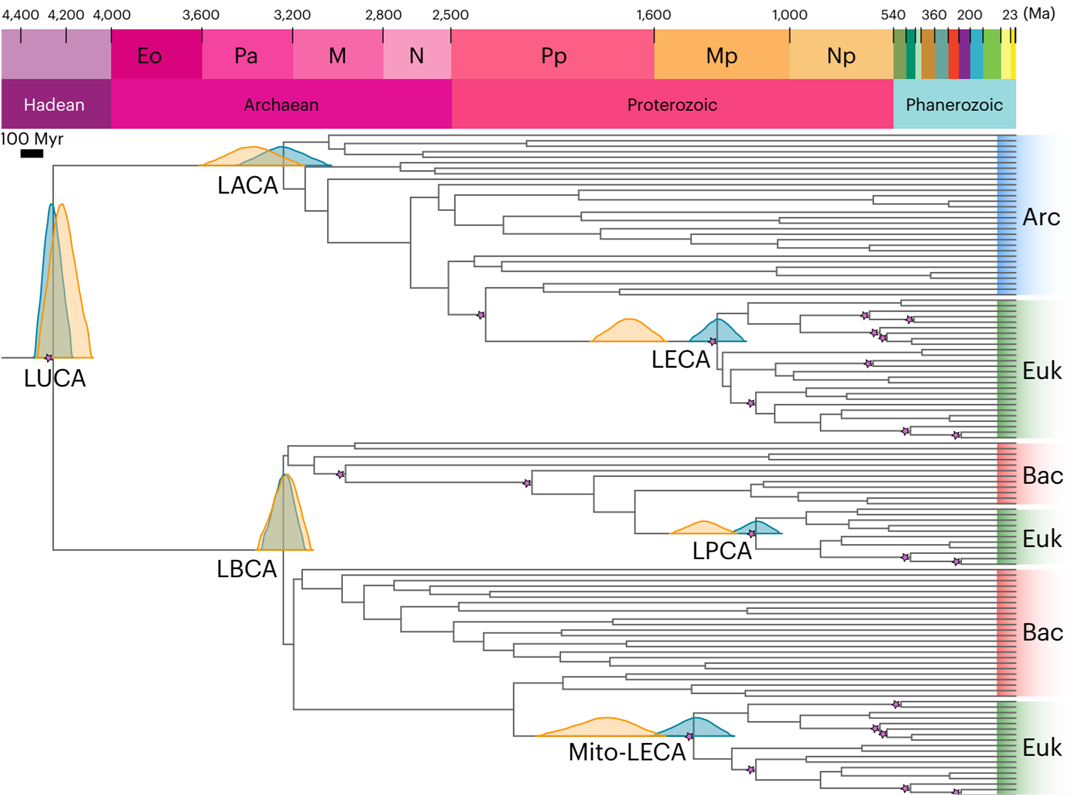 4,400 4,200 4,000 3,600 3,200 2,800 2,500 1,600 1,000 540 360 200 23 (Ma)
Eo Pa M N Pp Mp Np
Hadean Archaean Proterozoic Phanerozoic
100 Myr
LACA
Arc
LUCA
LECA
Euk
Bac
LPCA
Euk
LBCA
Bac
Mito-LECA
Euk